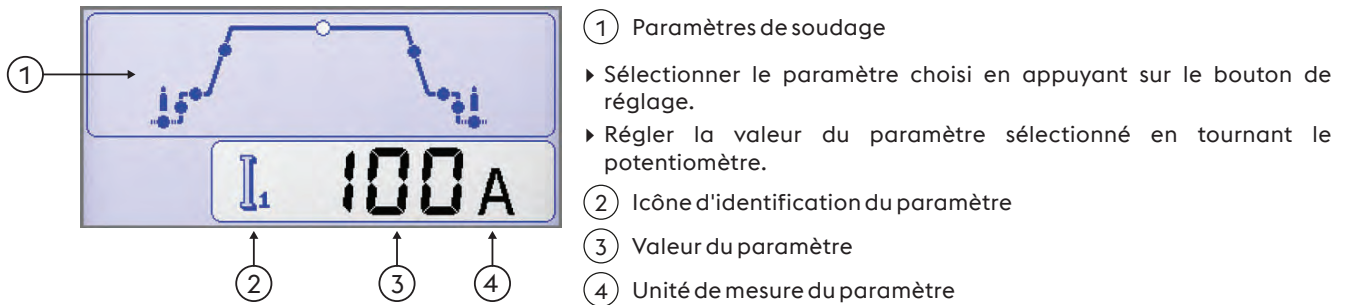 1 Paramètres de soudage
1
▸ Sélectionner le paramètre choisi en appuyant sur le bouton de
réglage.
▸ Régler la valeur du paramètre sélectionné en tournant le
potentiomètre.
I1 100 A
2 Icône d'identification du paramètre
3 Valeur du paramètre
2 3 4
4 Unité de mesure du paramètre